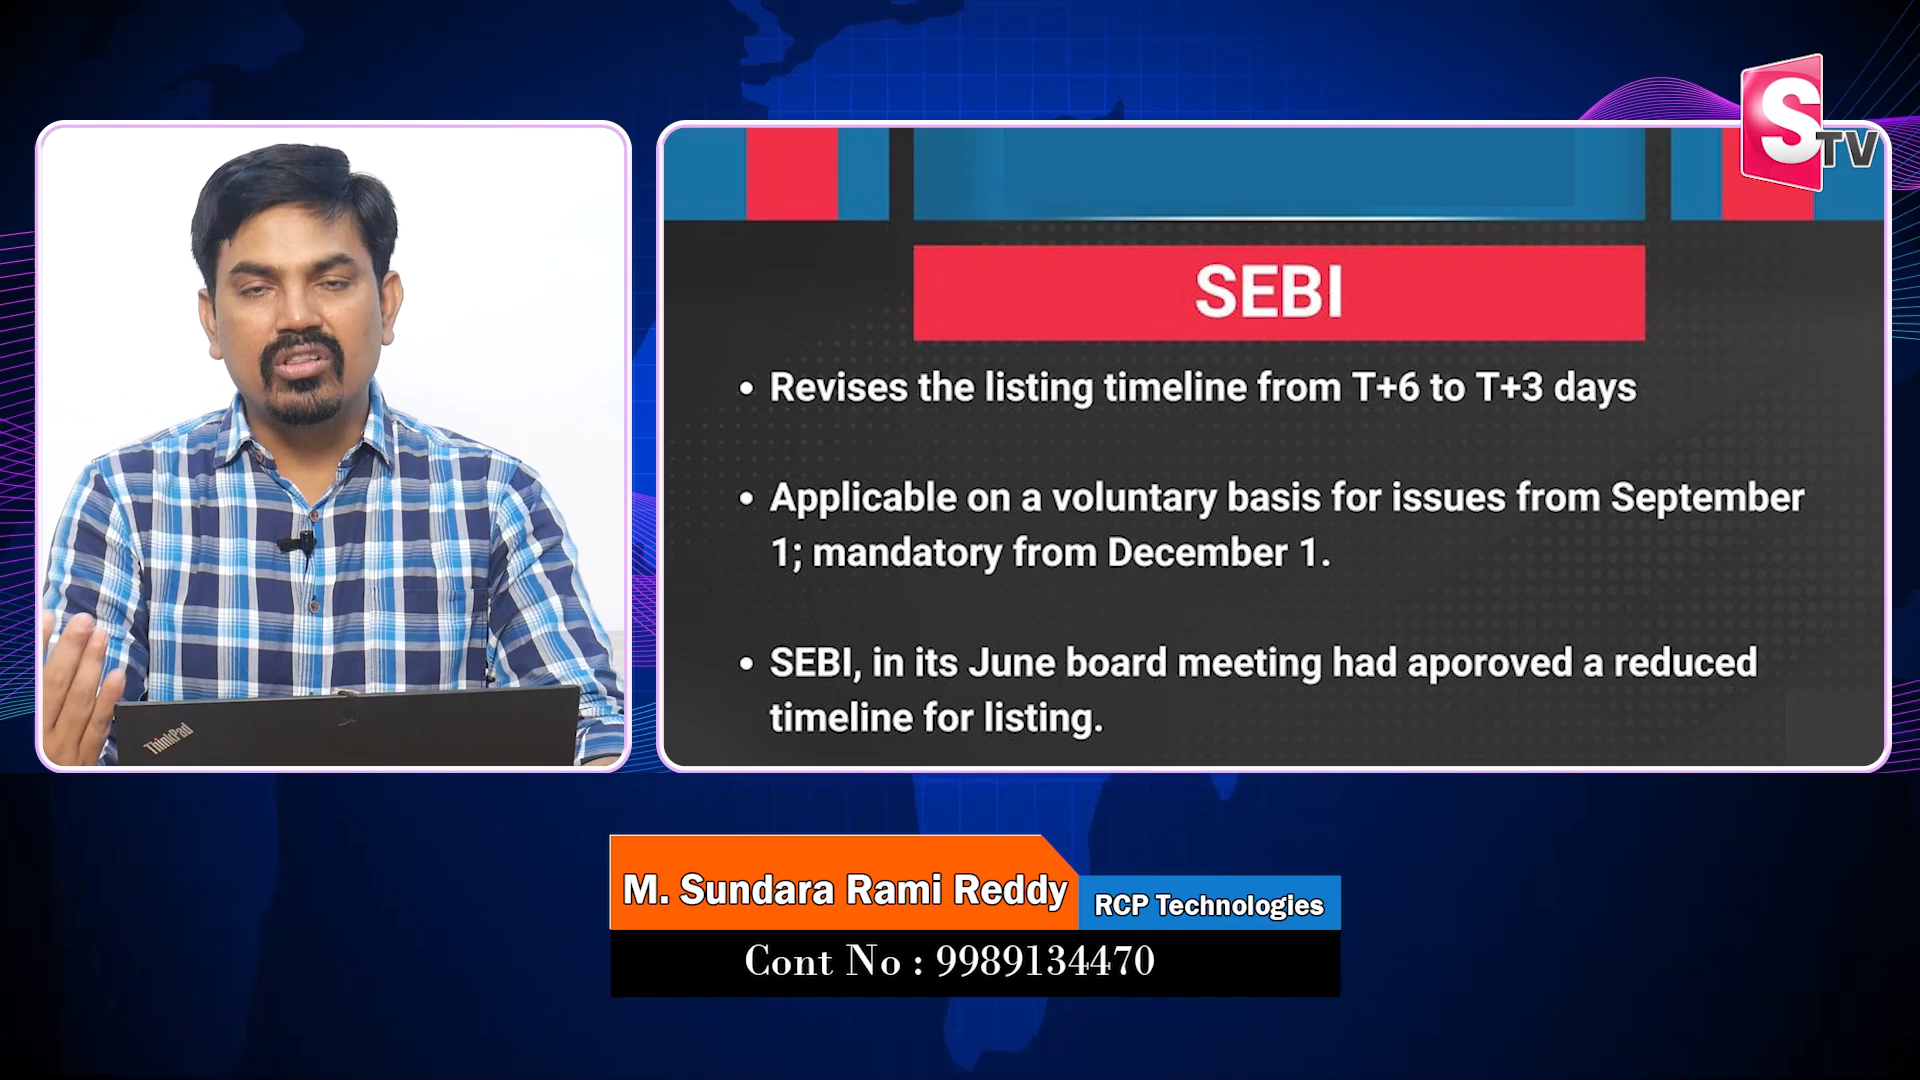 STV
SEBI
• Revises the listing timeline from T+6 to T+3 days
• Applicable on a voluntary basis for issues from September
1; mandatory from December 1.
• SEBI, in its June board meeting had aporoved a reduced
timeline for listing.
ThinkPad
M. Sundara Rami Reddy
RCP Technologies
Cont No : 9989134470